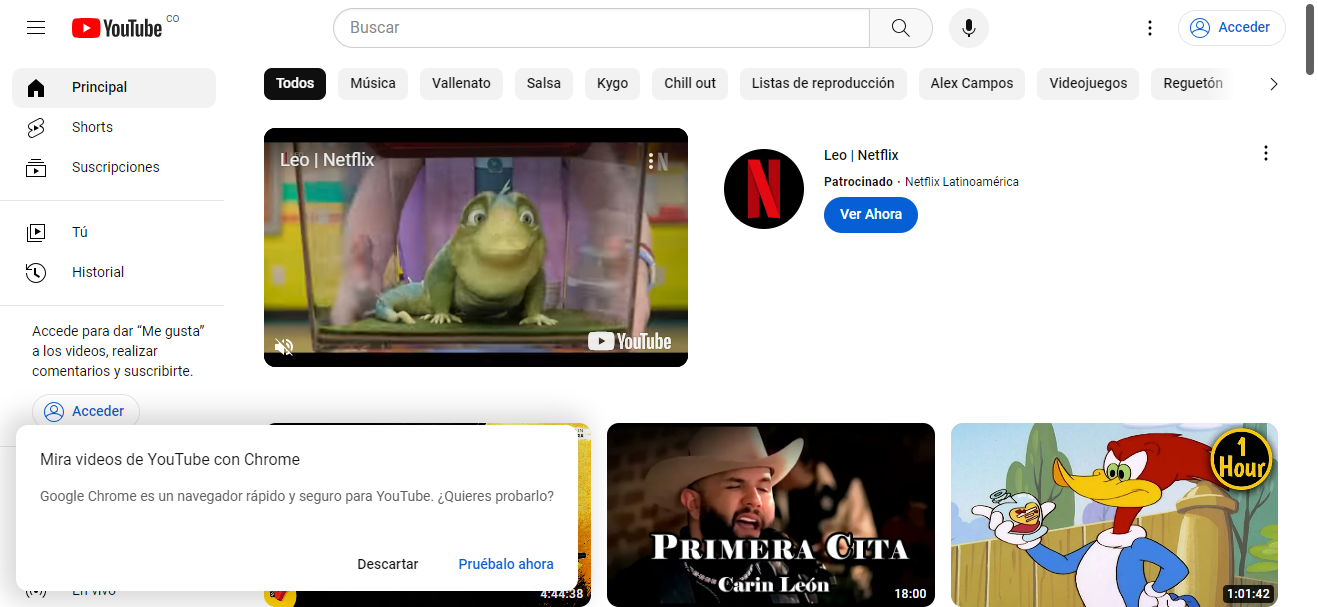 YouTube CO
Buscar
Acceder
Principal
Shorts
Suscripciones
Tú
Historial
Accede para dar “Me gusta”
a los videos, realizar
comentarios y suscribirte.
Acceder
Todos
Música
Vallenato
Salsa
Kygo
Chill out
Listas de reproducción
Alex Campos
Videojuegos
Reguetón
Leo | Netflix
YouTube
Leo | Netflix
Patrocinado · Netflix Latinoamérica
Ver Ahora
Mira videos de YouTube con Chrome
Google Chrome es un navegador rápido y seguro para YouTube. ¿Quieres probarlo?
Descartar
Pruébalo ahora
En vivo
4:44:38
PRIMERA CITA
Carin León
18:00
1
Hour
1:01:42